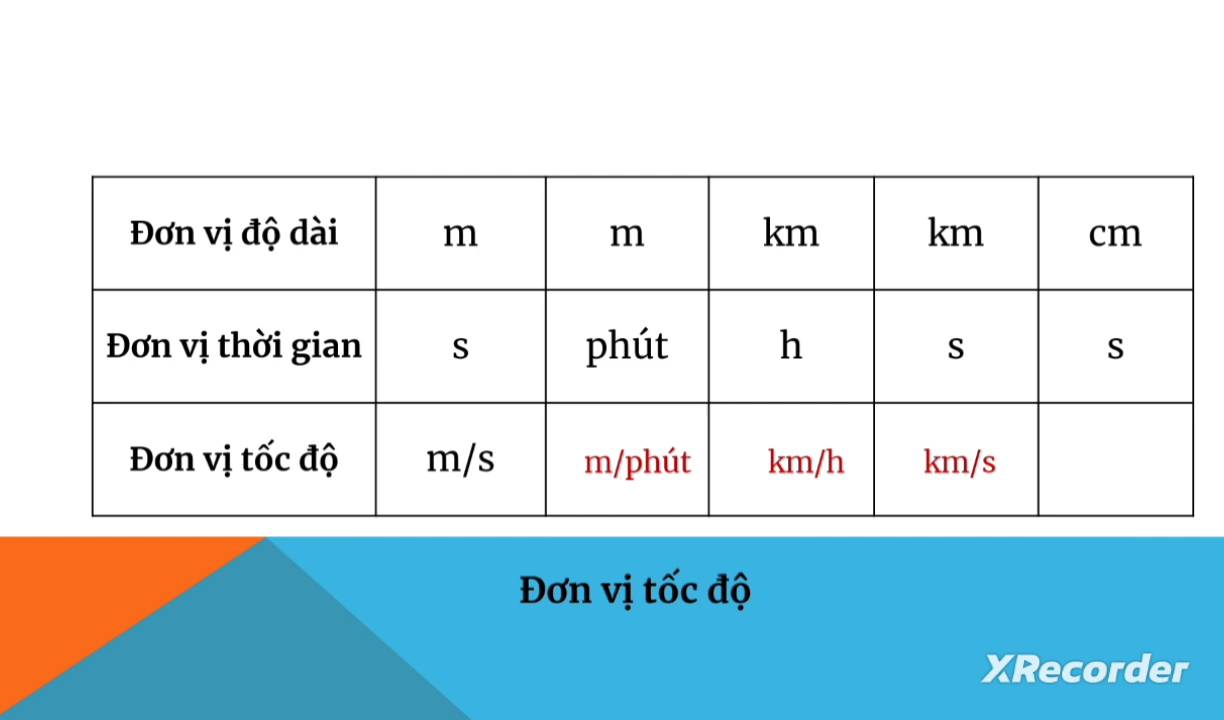 Đơn vị độ dài m m km km cm
Đơn vị thời gian s phút h s s
Đơn vị tốc độ m/s m/phút km/h km/s
Đơn vị tốc độ
XRecorder